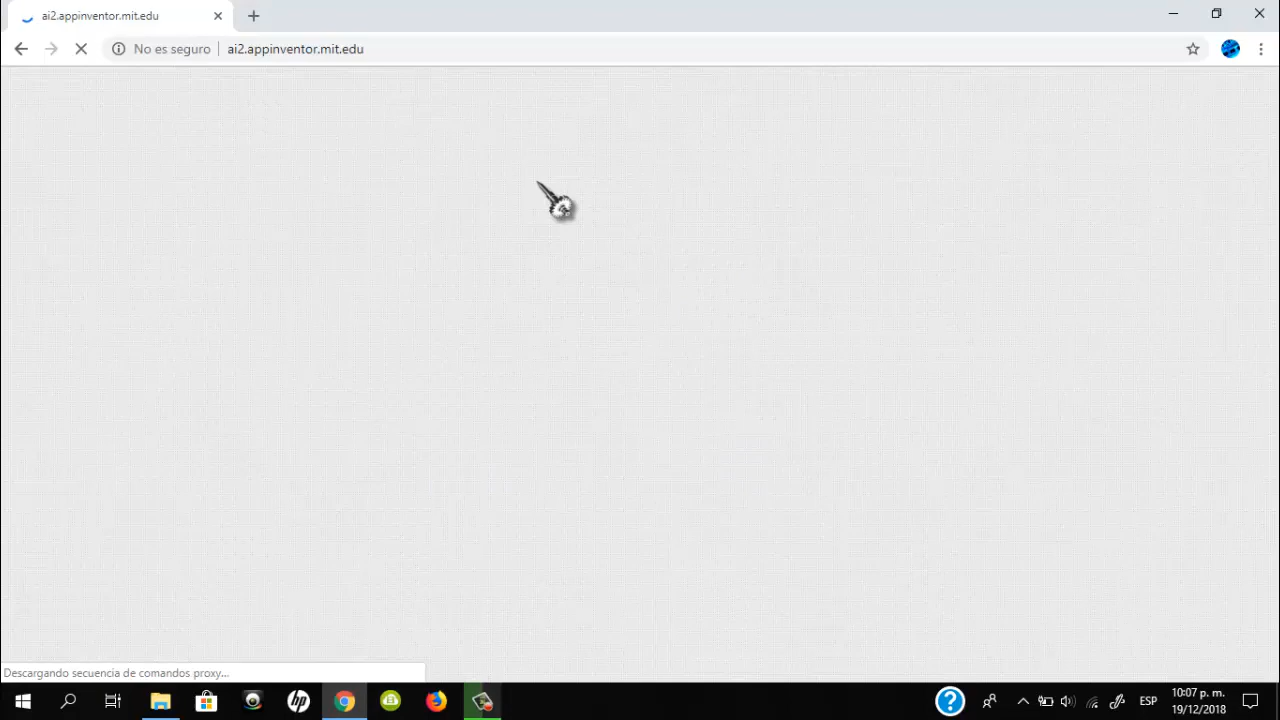 ai2.appinventor.mit.edu
No es seguro
ai2.appinventor.mit.edu
Descargando secuencia de comandos proxy...
hp
?
ESP
10:07 p. m.
19/12/2018